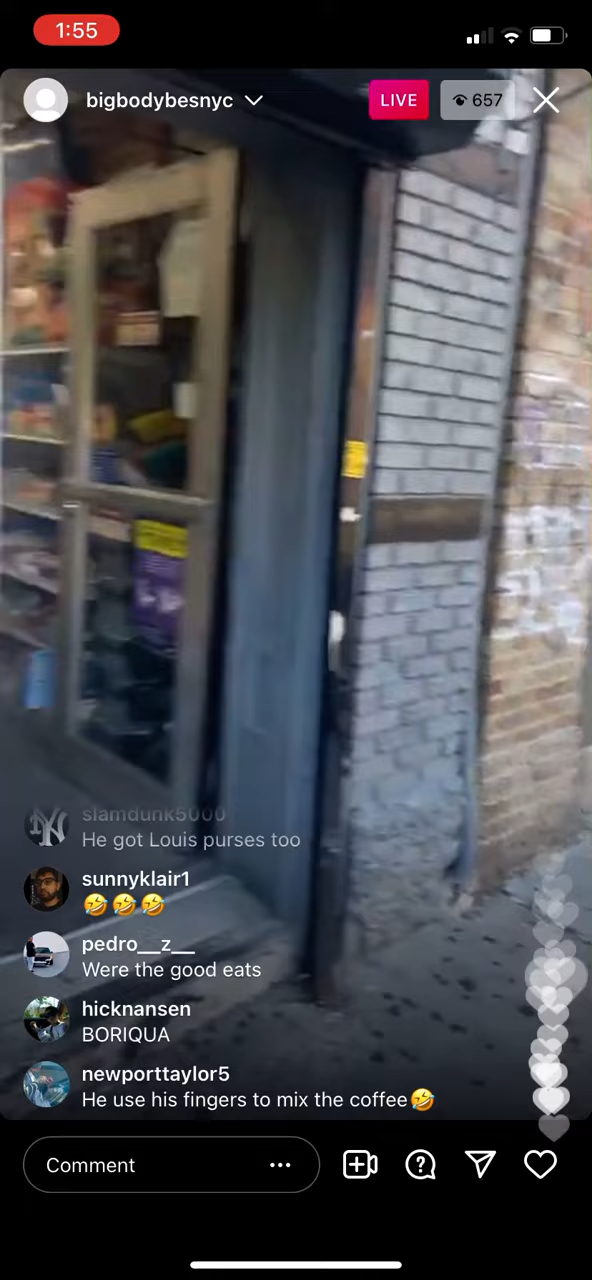 1:55
bigbodybesnyc
LIVE
657
slamdunk5000
He got Louis purses too
sunnyklair1
🤣🤣🤣
pedro__z__
Were the good eats
hicknansen
BORIQUA
newporttaylor5
He use his fingers to mix the coffee🤣
Comment